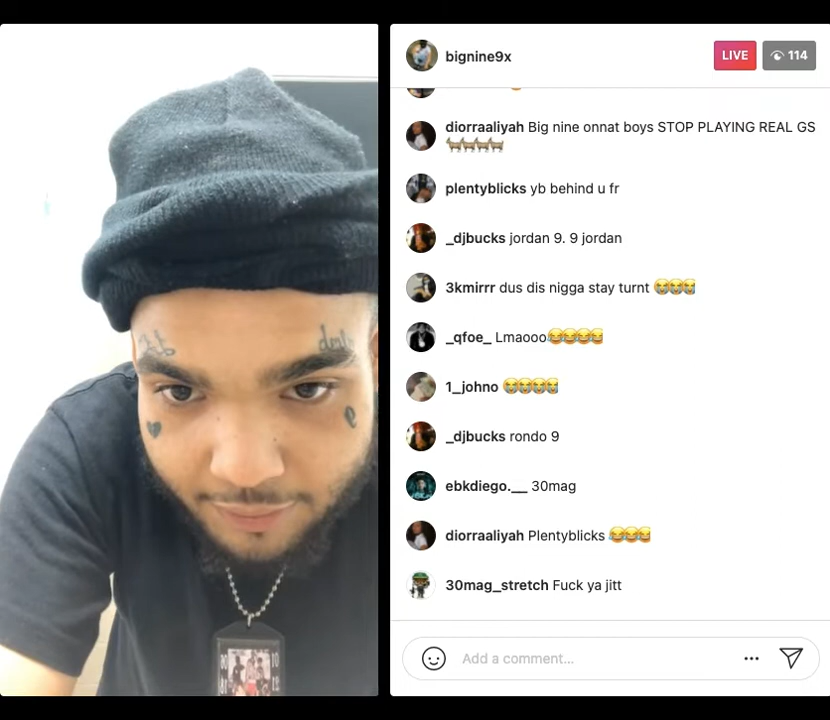 bignine9x
LIVE
114
diorraaliyah Big nine onnat boys STOP PLAYING REAL GS
🐐🐐🐐🐐🐐
plentyblicks yb behind u fr
_djbucks jordan 9. 9 jordan
3kmirrr dus dis nigga stay turnt 😭😭😭
_qfoe_ Lmaooo😂😂😂😂
1_johno 😭😭😭😭
_djbucks rondo 9
ebkdiego.__ 30mag
diorraaliyah Plentyblicks 😂😂😂
30mag_stretch Fuck ya jitt
Add a comment...